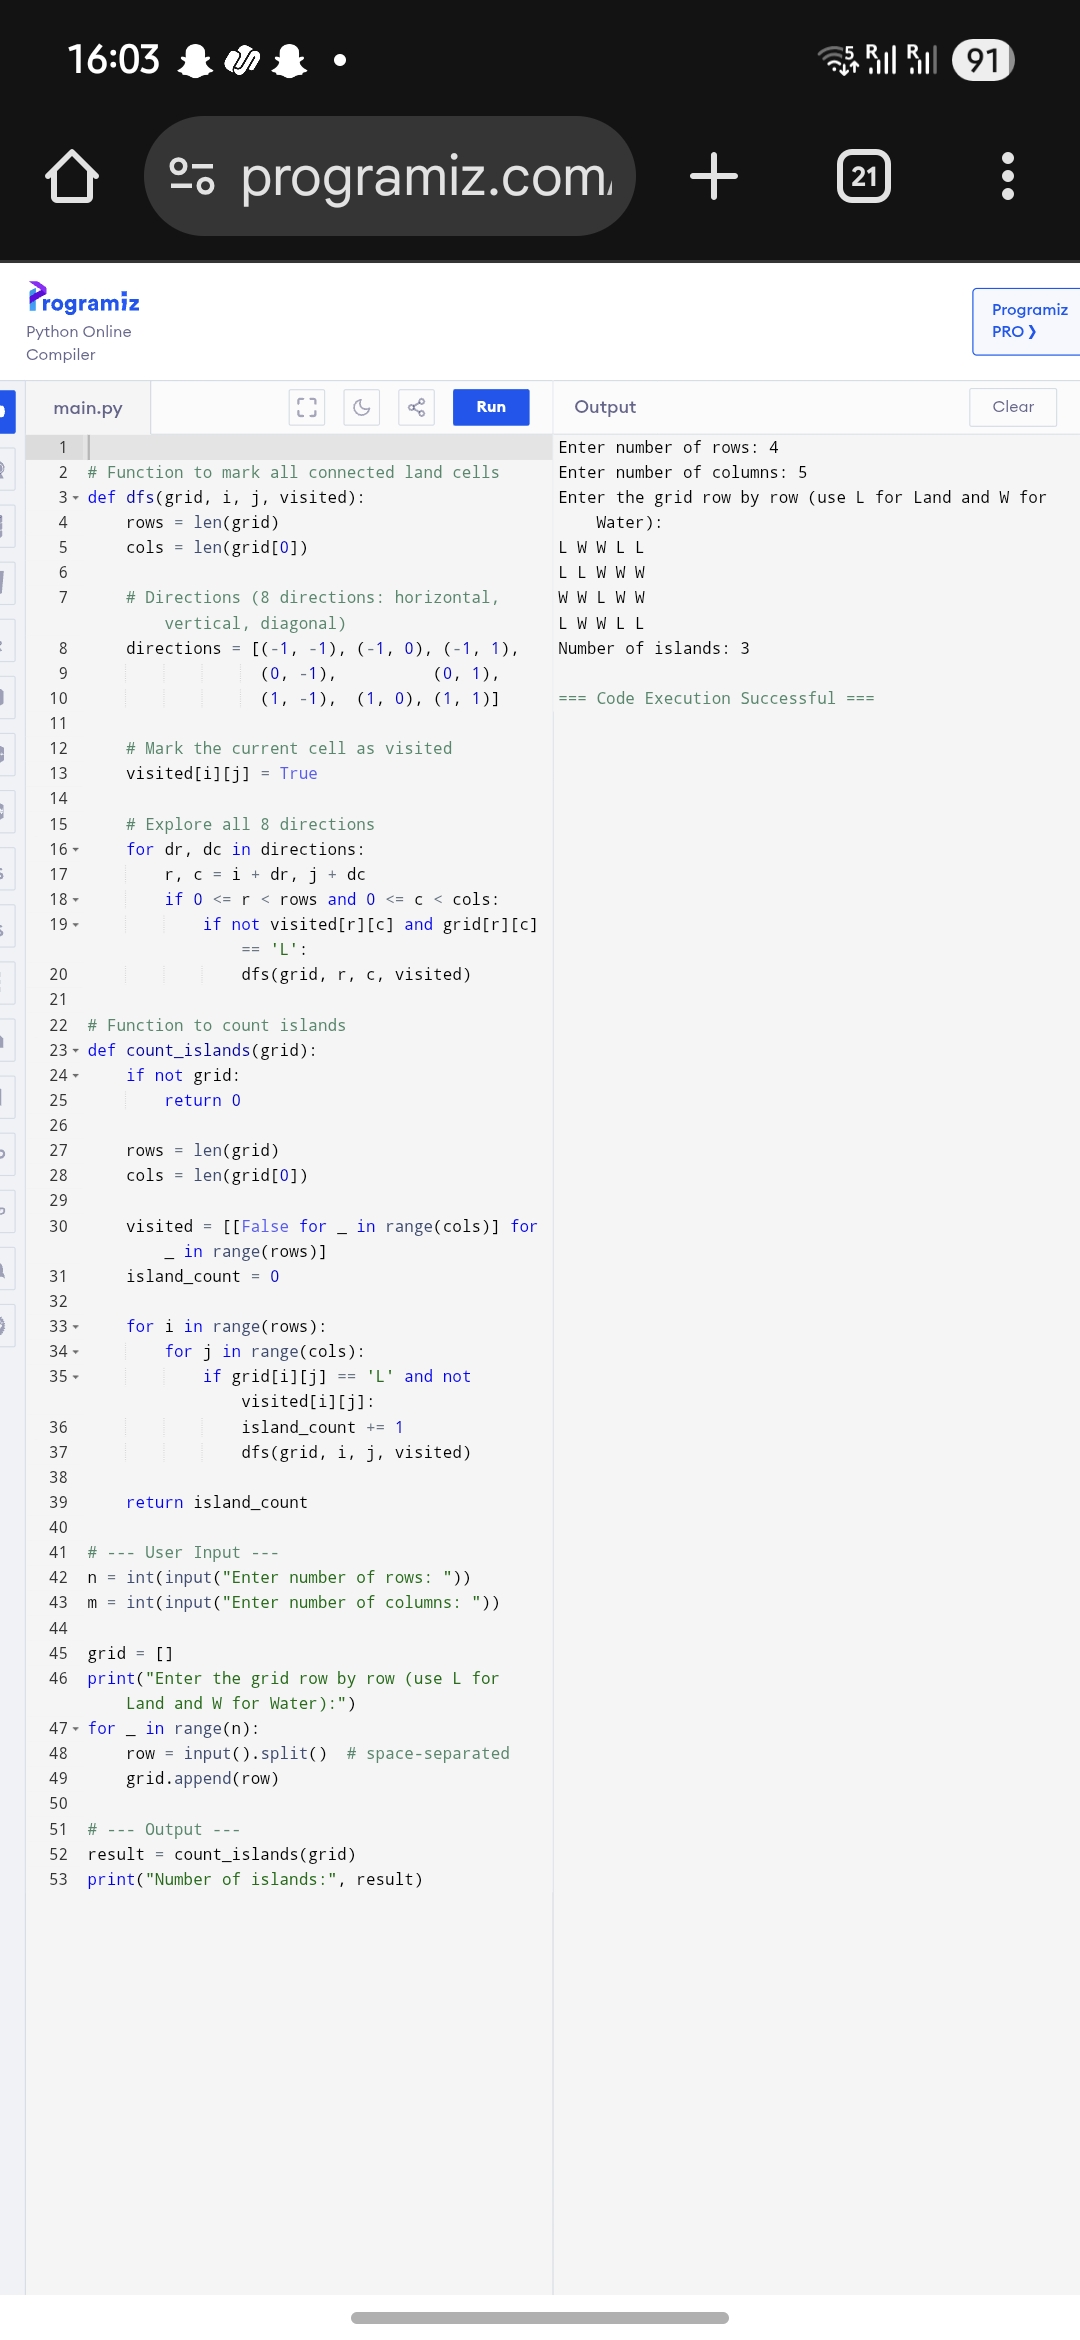 16:03
5 R R 91
programiz.com/
21
Programiz
Python Online
Compiler
Programiz
PRO ❯
main.py
Run
Output
Clear
1
2 # Function to mark all connected land cells
3 def dfs(grid, i, j, visited):
4     rows = len(grid)
5     cols = len(grid[0])
6
7     # Directions (8 directions: horizontal,
        vertical, diagonal)
8     directions = [(-1, -1), (-1, 0), (-1, 1),
9                   (0, -1),          (0, 1),
10                  (1, -1),  (1, 0), (1, 1)]
11
12     # Mark the current cell as visited
13     visited[i][j] = True
14
15     # Explore all 8 directions
16     for dr, dc in directions:
17         r, c = i + dr, j + dc
18         if 0 <= r < rows and 0 <= c < cols:
19             if not visited[r][c] and grid[r][c]
                == 'L':
20                 dfs(grid, r, c, visited)
21
22 # Function to count islands
23 def count_islands(grid):
24     if not grid:
25         return 0
26
27     rows = len(grid)
28     cols = len(grid[0])
29
30     visited = [[False for _ in range(cols)] for
        _ in range(rows)]
31     island_count = 0
32
33     for i in range(rows):
34         for j in range(cols):
35             if grid[i][j] == 'L' and not
                visited[i][j]:
36                 island_count += 1
37                 dfs(grid, i, j, visited)
38
39     return island_count
40
41 # --- User Input ---
42 n = int(input("Enter number of rows: "))
43 m = int(input("Enter number of columns: "))
44
45 grid = []
46 print("Enter the grid row by row (use L for
    Land and W for Water):")
47 for _ in range(n):
48     row = input().split()  # space-separated
49     grid.append(row)
50
51 # --- Output ---
52 result = count_islands(grid)
53 print("Number of islands:", result)
Enter number of rows: 4
Enter number of columns: 5
Enter the grid row by row (use L for Land and W for
    Water):
L W W L L
L L W W W
W W L W W
L W W L L
Number of islands: 3
=== Code Execution Successful ===